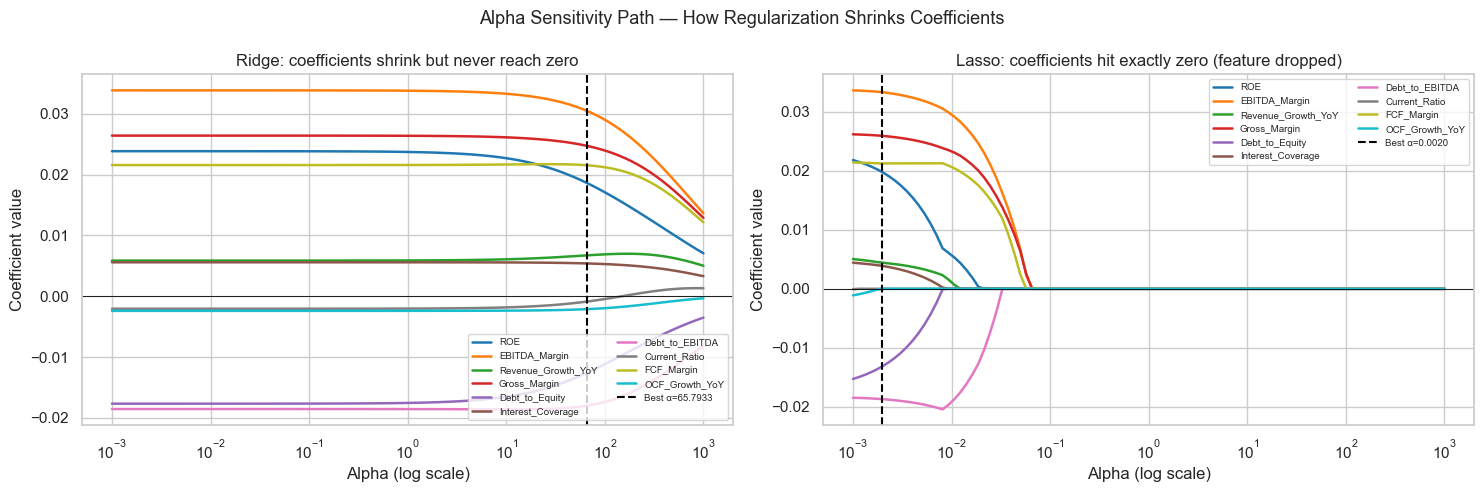 Alpha Sensitivity Path — How Regularization Shrinks Coefficients
Ridge: coefficients shrink but never reach zero
Coefficient value
0.03
0.02
0.01
0.00
−0.01
−0.02
ROE
EBITDA_Margin
Revenue_Growth_YoY
Gross_Margin
Debt_to_Equity
Interest_Coverage
Debt_to_EBITDA
Current_Ratio
FCF_Margin
OCF_Growth_YoY
Best α=65.7933
10⁻³ 10⁻² 10⁻¹ 10⁰ 10¹ 10² 10³
Alpha (log scale)
Lasso: coefficients hit exactly zero (feature dropped)
Coefficient value
0.03
0.02
0.01
0.00
−0.01
−0.02
ROE
EBITDA_Margin
Revenue_Growth_YoY
Gross_Margin
Debt_to_Equity
Interest_Coverage
Debt_to_EBITDA
Current_Ratio
FCF_Margin
OCF_Growth_YoY
Best α=0.0020
10⁻³ 10⁻² 10⁻¹ 10⁰ 10¹ 10² 10³
Alpha (log scale)